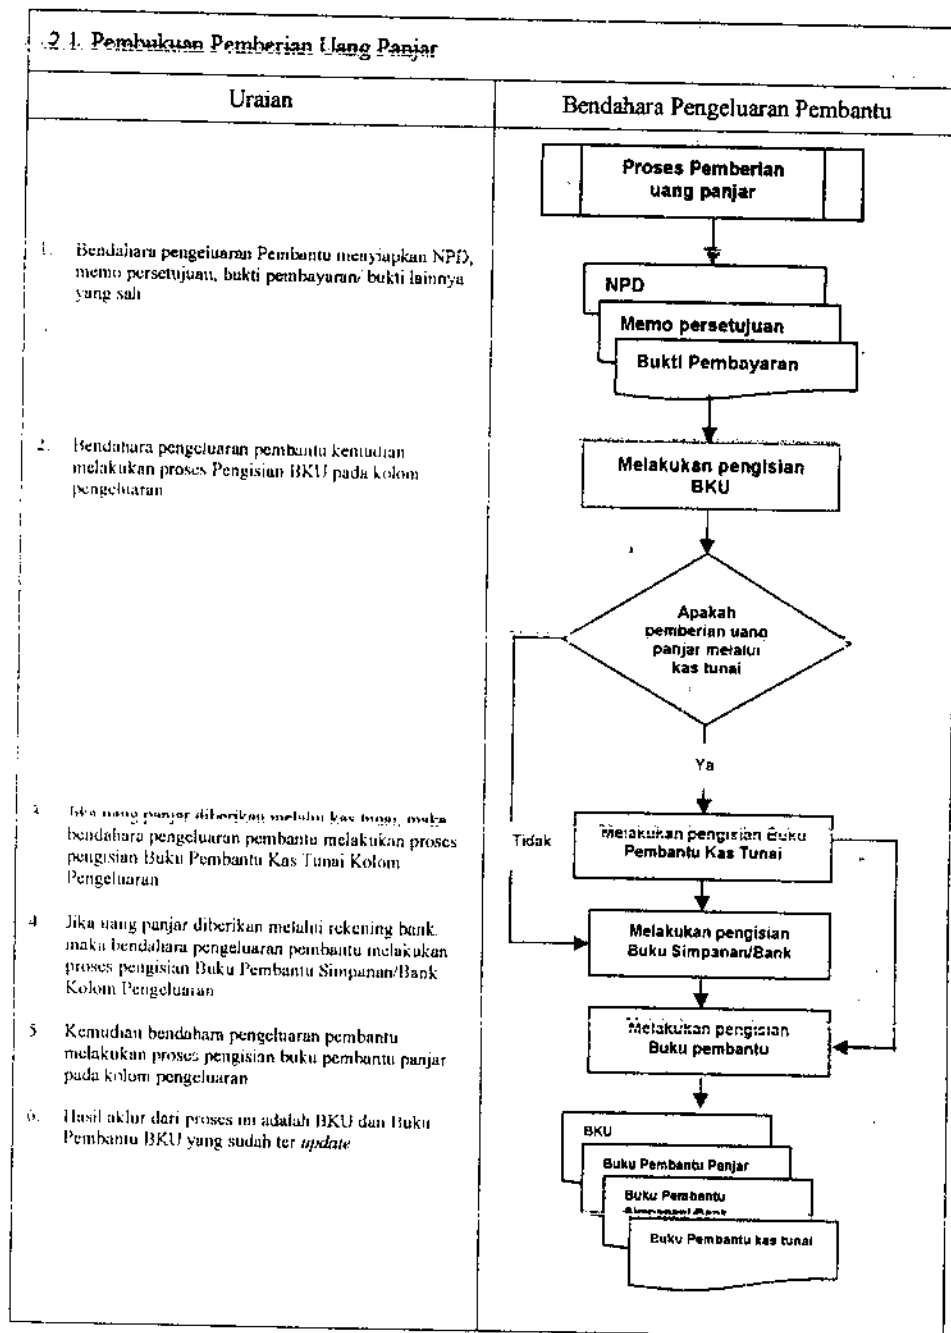 2.1. Pembukuan Pemberian Uang Panjar
Uraian
Bendahara Pengeluaran Pembantu
Proses Pemberian
uang panjar
1. Bendahara pengeluaran Pembantu menyiapkan NPD,
memo persetujuan, bukti pembayaran/ bukti lainnya
yang sah
NPD
Memo persetujuan
Bukti Pembayaran
2. Bendahara pengeluaran pembantu kemudian
melakukan proses Pengisian BKU pada kolom
pengeluaran
Melakukan pengisian
BKU
Apakah
pemberian uang
panjar melalui
kas tunai
Ya
Tidak
3. Jika uang panjar diberikan melalui kas tunai, maka
bendahara pengeluaran pembantu melakukan proses
pengisian Buku Pembantu Kas Tunai Kolom
Pengeluaran
Melakukan pengisian Buku
Pembantu Kas Tunai
4 Jika uang panjar diberikan melalui rekening bank,
maka bendahara pengeluaran pembantu melakukan
proses pengisian Buku Pembantu Simpanan/Bank
Kolom Pengeluaran
Melakukan pengisian
Buku Simpanan/Bank
5 Kemudian bendahara pengeluaran pembantu
melakukan proses pengisian buku pembantu panjar
pada kolom pengeluaran
Melakukan pengisian
Buku pembantu
6. Hasil akhir dari proses ini adalah BKU dan Buku
Pembantu BKU yang sudah ter update
BKU
Buku Pembantu Panjar
Buku Pembantu
Simpanan/Bank
Buku Pembantu kas tunai